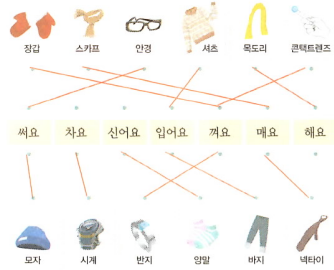 장갑 스카프 안경 셔츠 목도리 콘택트렌즈
써요 차요 신어요 입어요 껴요 매요 해요
모자 시계 반지 양말 바지 넥타이